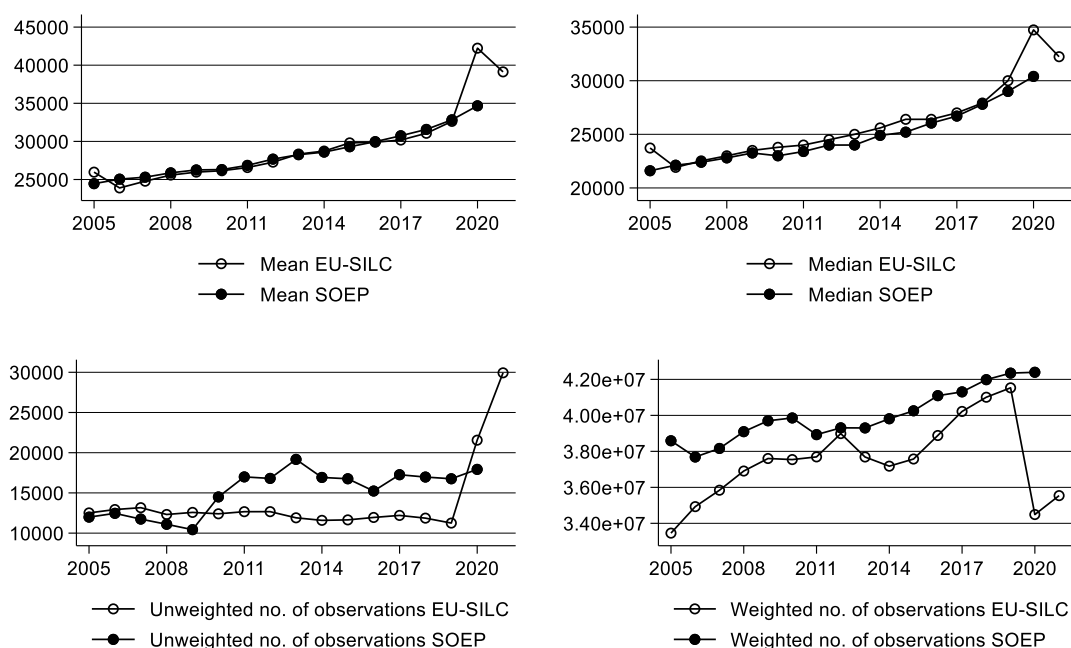 45000
40000
35000
30000
25000
2005 2008 2011 2014 2017 2020
Mean EU-SILC
Mean SOEP
35000
30000
25000
20000
2005 2008 2011 2014 2017 2020
Median EU-SILC
Median SOEP
30000
25000
20000
15000
10000
2005 2008 2011 2014 2017 2020
Unweighted no. of observations EU-SILC
Unweighted no. of observations SOEP
4.20e+07
4.00e+07
3.80e+07
3.60e+07
3.40e+07
2005 2008 2011 2014 2017 2020
Weighted no. of observations EU-SILC
Weighted no. of observations SOEP